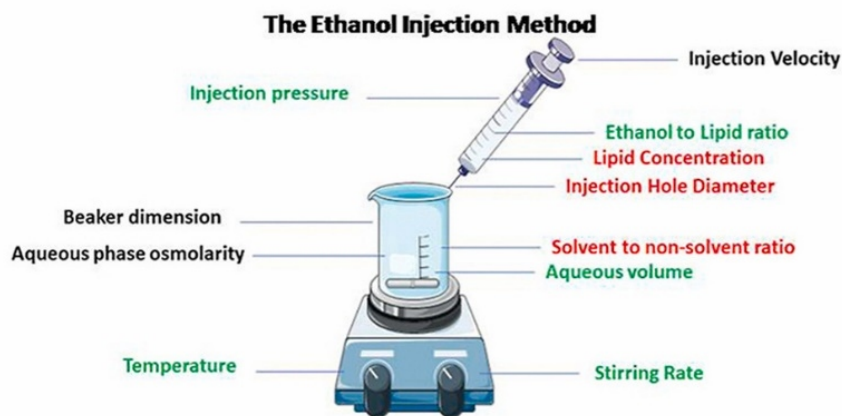 The Ethanol Injection Method
Injection Velocity
Injection pressure
Ethanol to Lipid ratio
Lipid Concentration
Injection Hole Diameter
Beaker dimension
Aqueous phase osmolarity
Solvent to non-solvent ratio
Aqueous volume
Temperature
Stirring Rate